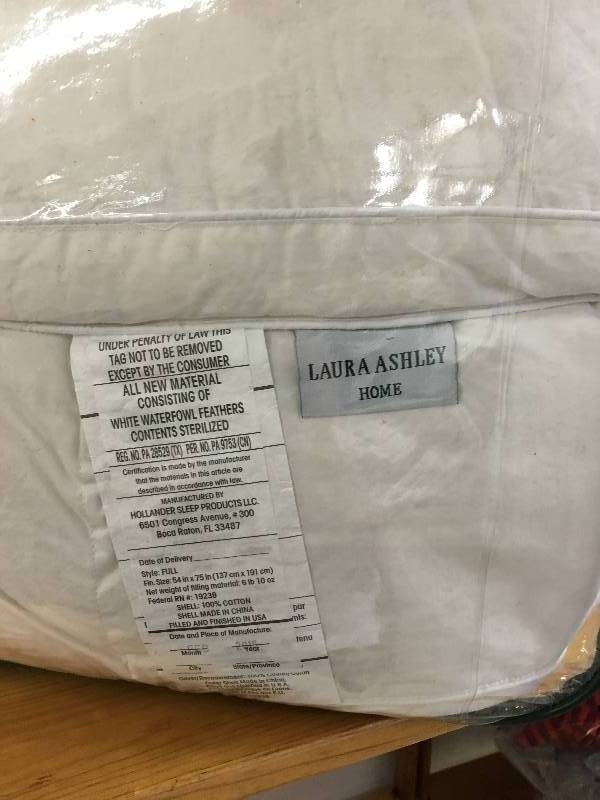 UNDER PENALTY OF LAW THIS
TAG NOT TO BE REMOVED
EXCEPT BY THE CONSUMER
ALL NEW MATERIAL
CONSISTING OF
WHITE WATERFOWL FEATHERS
CONTENTS STERILIZED
REG. NO. PA 28529 (TX) PER. NO. PA 9753 (CN)
Certification is made by the manufacturer
that the materials in this article are
described in accordance with law.
MANUFACTURED BY
HOLLANDER SLEEP PRODUCTS LLC.
6501 Congress Avenue, # 300
Boca Raton, FL 33487
Date of Delivery
Style: FULL
Fin. Size: 54 in x 75 in (137 cm x 191 cm)
Net weight of filling material: 6 lb 10 oz
Federal RN #: 19238
SHELL: 100% COTTON
SHELL MADE IN CHINA
FILLED AND FINISHED IN USA
Date and Place of Manufacture:
Month Year
City State/Province
par
mls:
tenu
LAURA ASHLEY
HOME